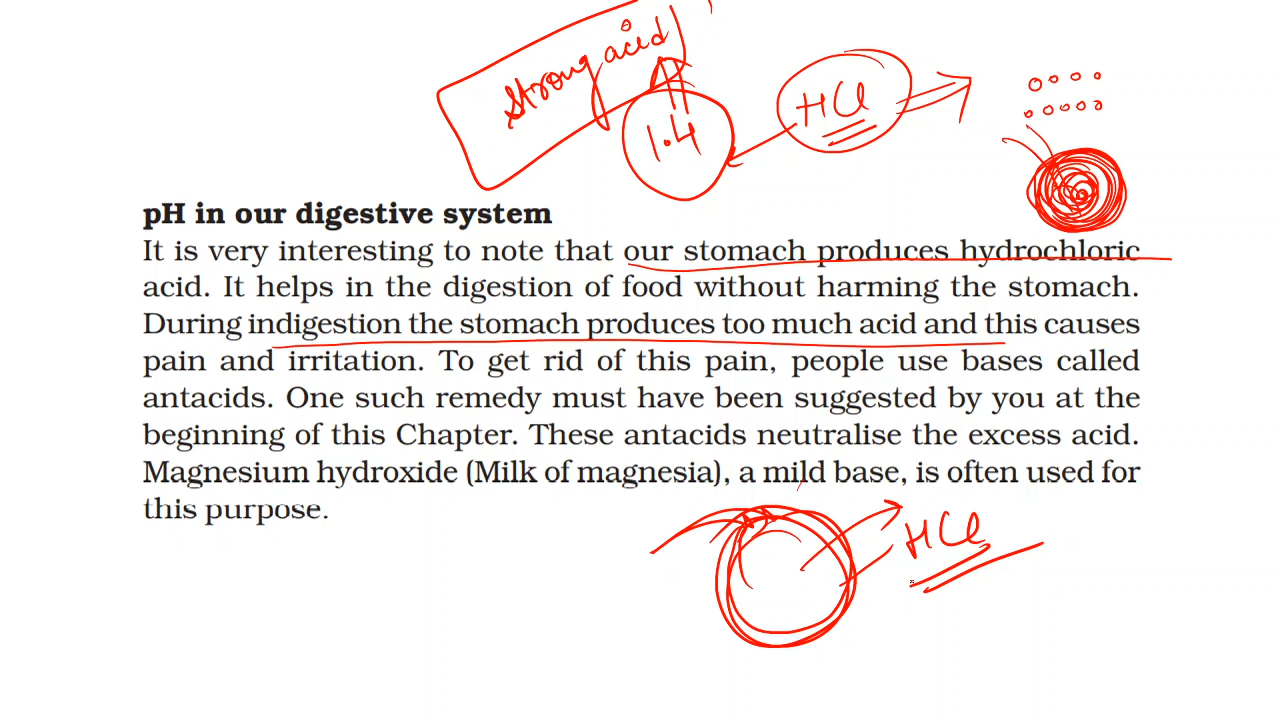 Strong acid
HCl
1.4
pH in our digestive system
It is very interesting to note that our stomach produces hydrochloric
acid. It helps in the digestion of food without harming the stomach.
During indigestion the stomach produces too much acid and this causes
pain and irritation. To get rid of this pain, people use bases called
antacids. One such remedy must have been suggested by you at the
beginning of this Chapter. These antacids neutralise the excess acid.
Magnesium hydroxide (Milk of magnesia), a mild base, is often used for
this purpose.
HCl